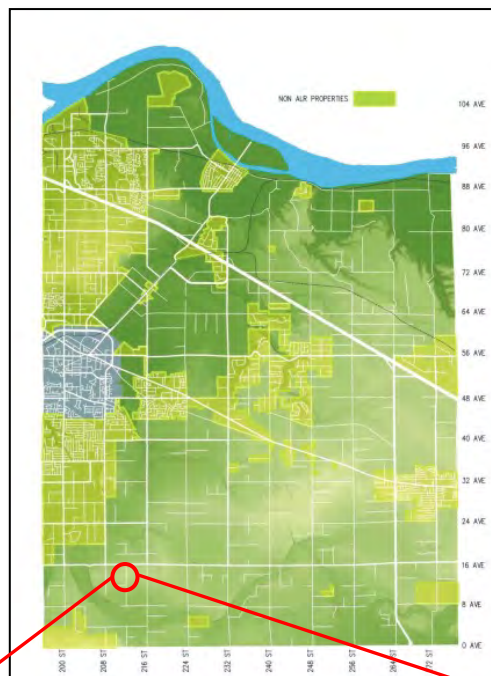 NON ALR PROPERTIES
104 AVE
96 AVE
88 AVE
80 AVE
72 AVE
64 AVE
56 AVE
48 AVE
40 AVE
32 AVE
24 AVE
16 AVE
8 AVE
0 AVE
200 ST
208 ST
216 ST
224 ST
232 ST
240 ST
248 ST
256 ST
264 ST
272 ST